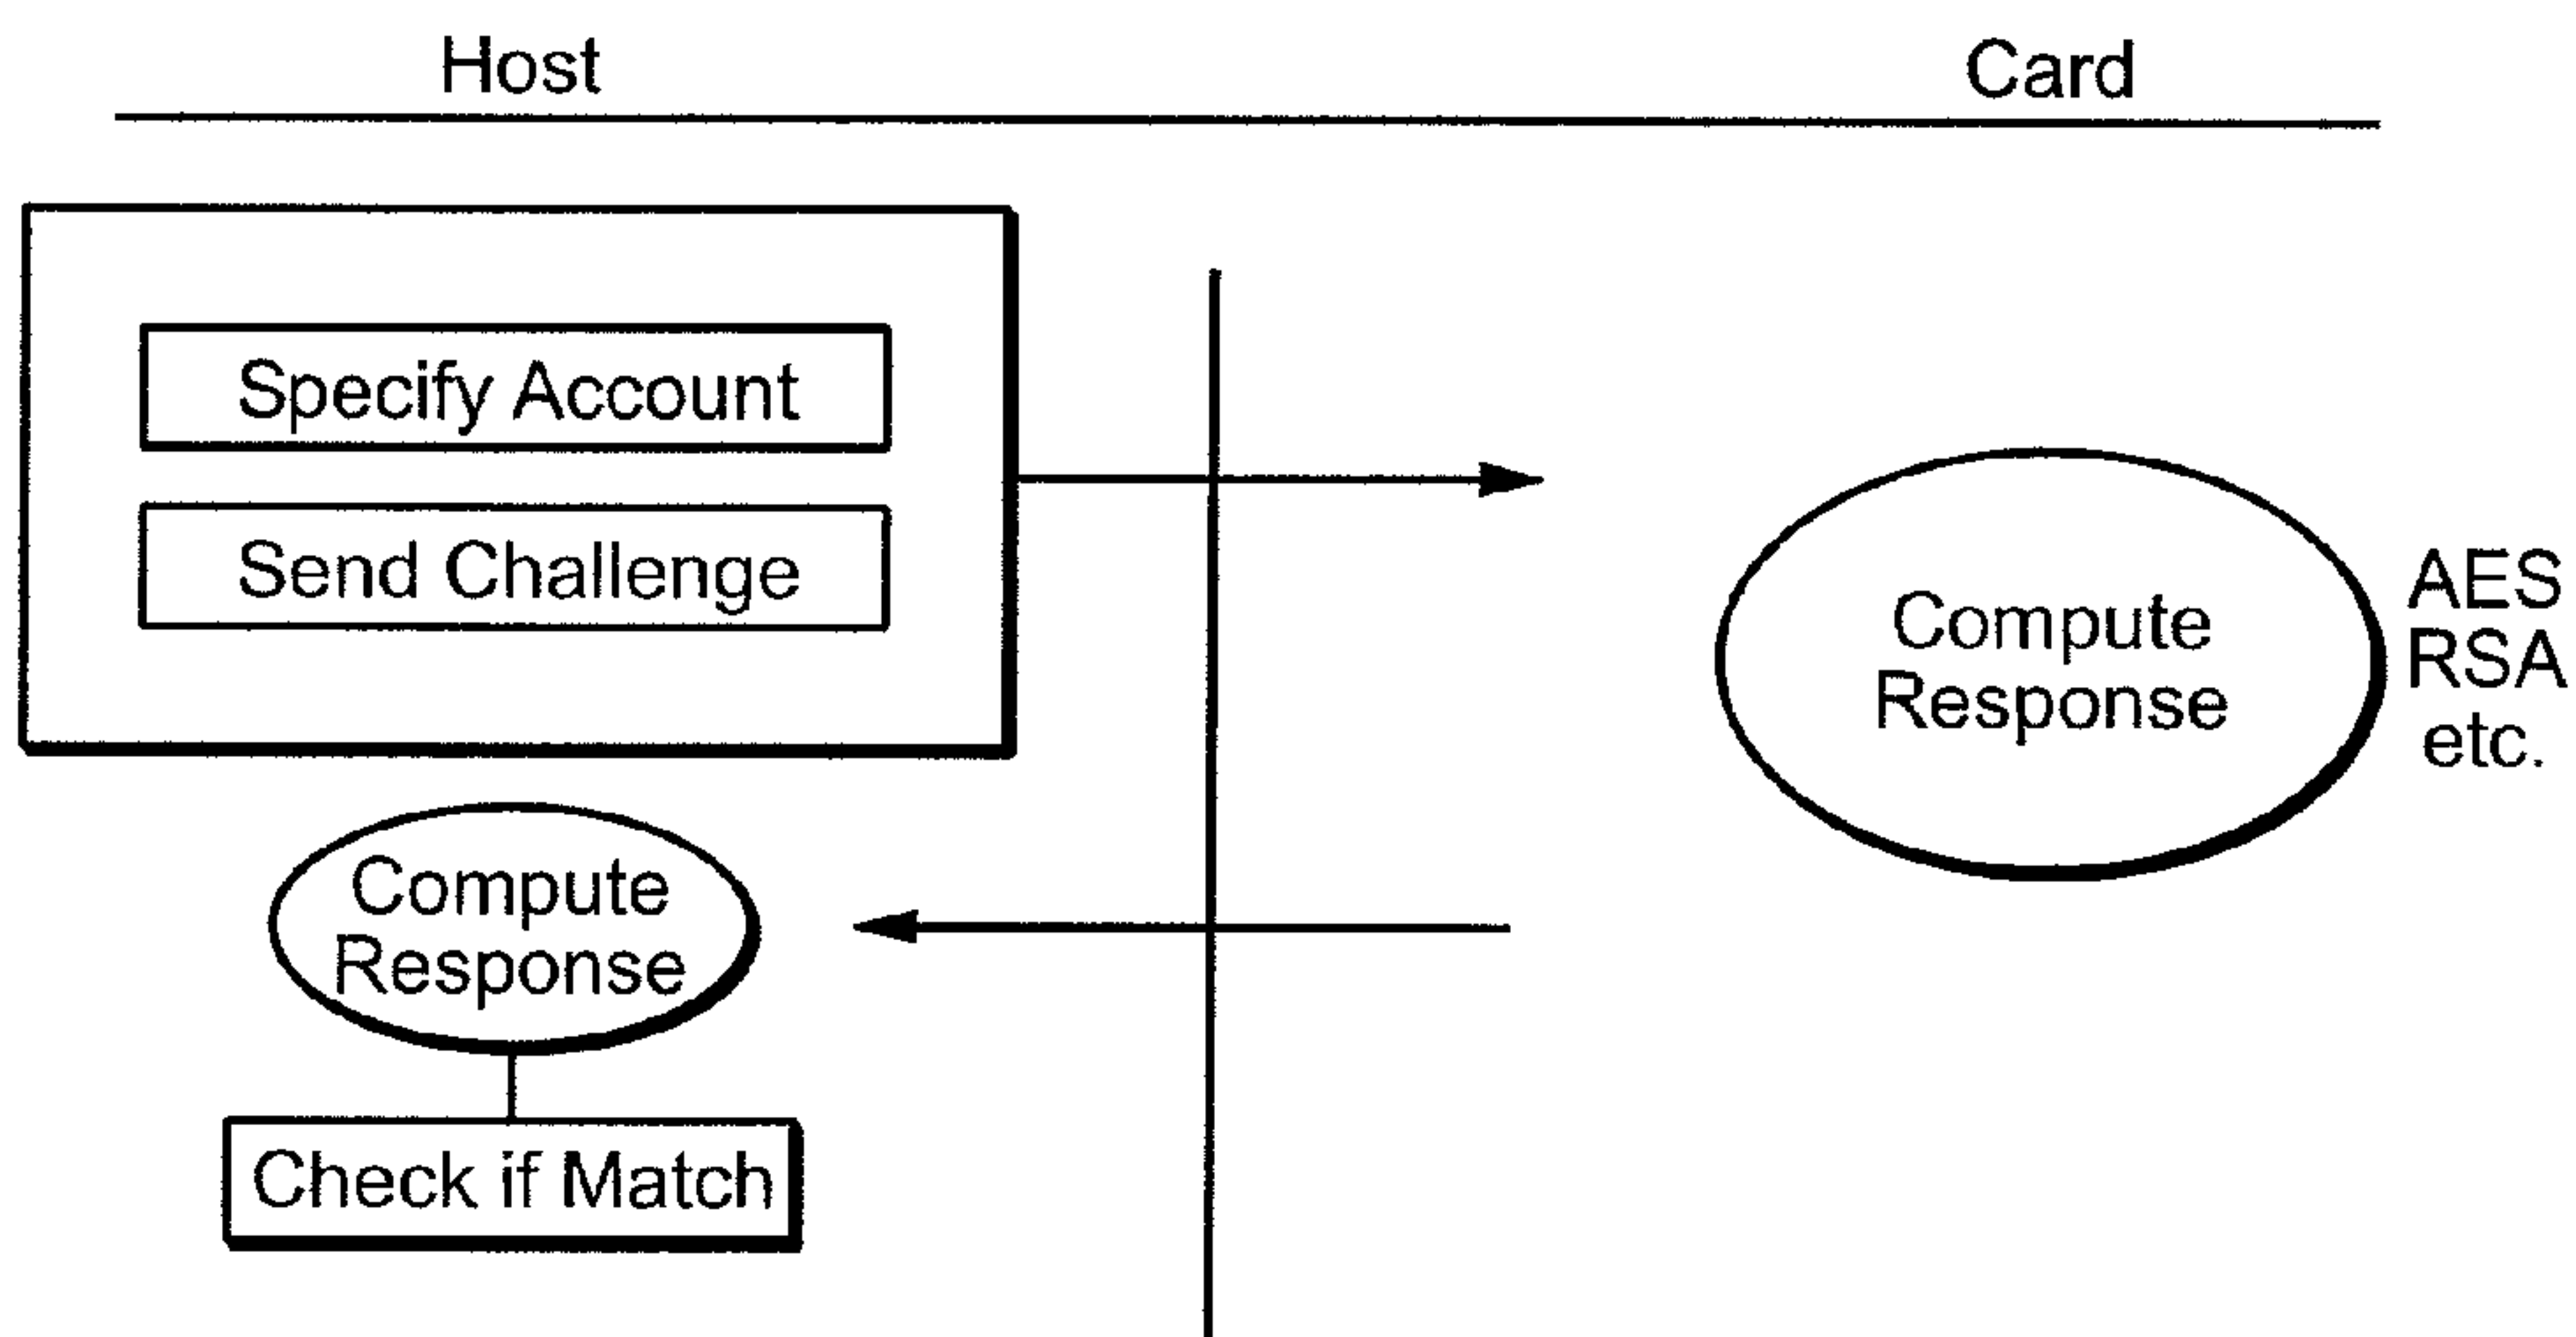 Host
Card
Specify Account
Send Challenge
Compute
Response
AES
RSA
etc.
Compute
Response
Check if Match